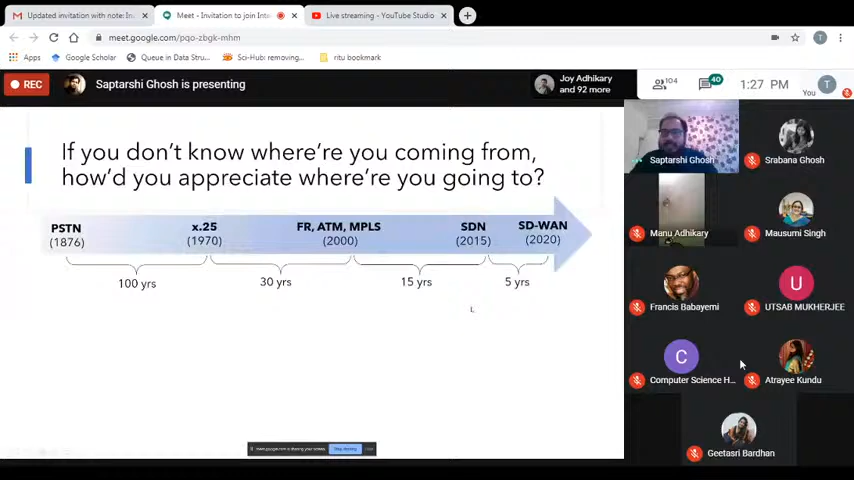 Updated invitation with note: In
Meet - Invitation to join Inte
Live streaming - YouTube Studio
meet.google.com/pqo-zbgk-mhm
T
Apps
Google Scholar
Queue in Data Stru...
Sci-Hub: removing...
ritu bookmark
REC
Saptarshi Ghosh is presenting
Joy Adhikary
and 92 more
104
40
1:27 PM
You
T
If you don't know where're you coming from,
how'd you appreciate where're you going to?
PSTN
(1876)
x.25
(1970)
FR, ATM, MPLS
(2000)
SDN
(2015)
SD-WAN
(2020)
100 yrs
30 yrs
15 yrs
5 yrs
Saptarshi Ghosh
Srabana Ghosh
Manu Adhikary
Mausumi Singh
Francis Babayemi
U
UTSAB MUKHERJEE
C
Computer Science H...
Atrayee Kundu
Geetasri Bardhan